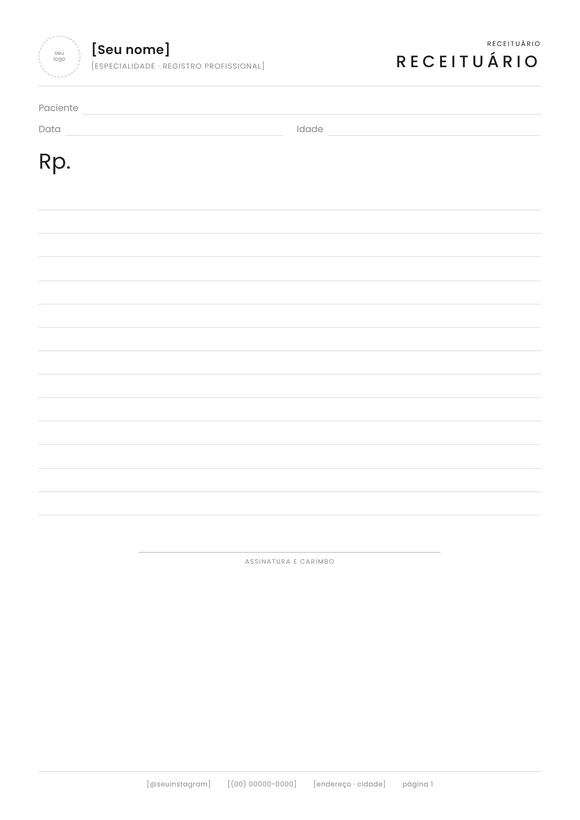 seu
logo
[Seu nome]
[ESPECIALIDADE · REGISTRO PROFISSIONAL]
RECEITUÁRIO
RECEITUÁRIO
Paciente
Data Idade
Rp.
ASSINATURA E CARIMBO
[@seuinstagram] [(00) 00000-0000] [endereço · cidade] página 1